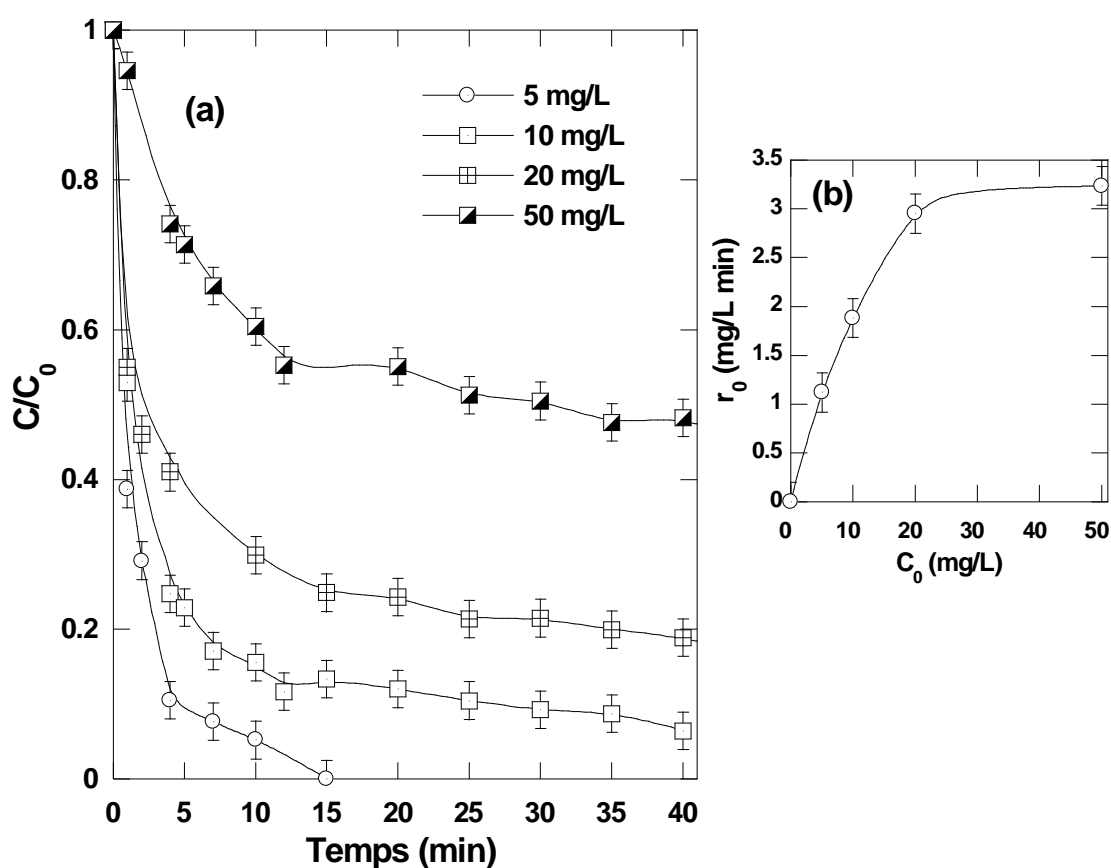 (a)
5 mg/L
10 mg/L
20 mg/L
50 mg/L
1
0.8
0.6
0.4
0.2
0
C/C0
0 5 10 15 20 25 30 35 40
Temps (min)
(b)
3.5
3
2.5
2
1.5
1
0.5
0
r0 (mg/L min)
0 10 20 30 40 50
C0 (mg/L)